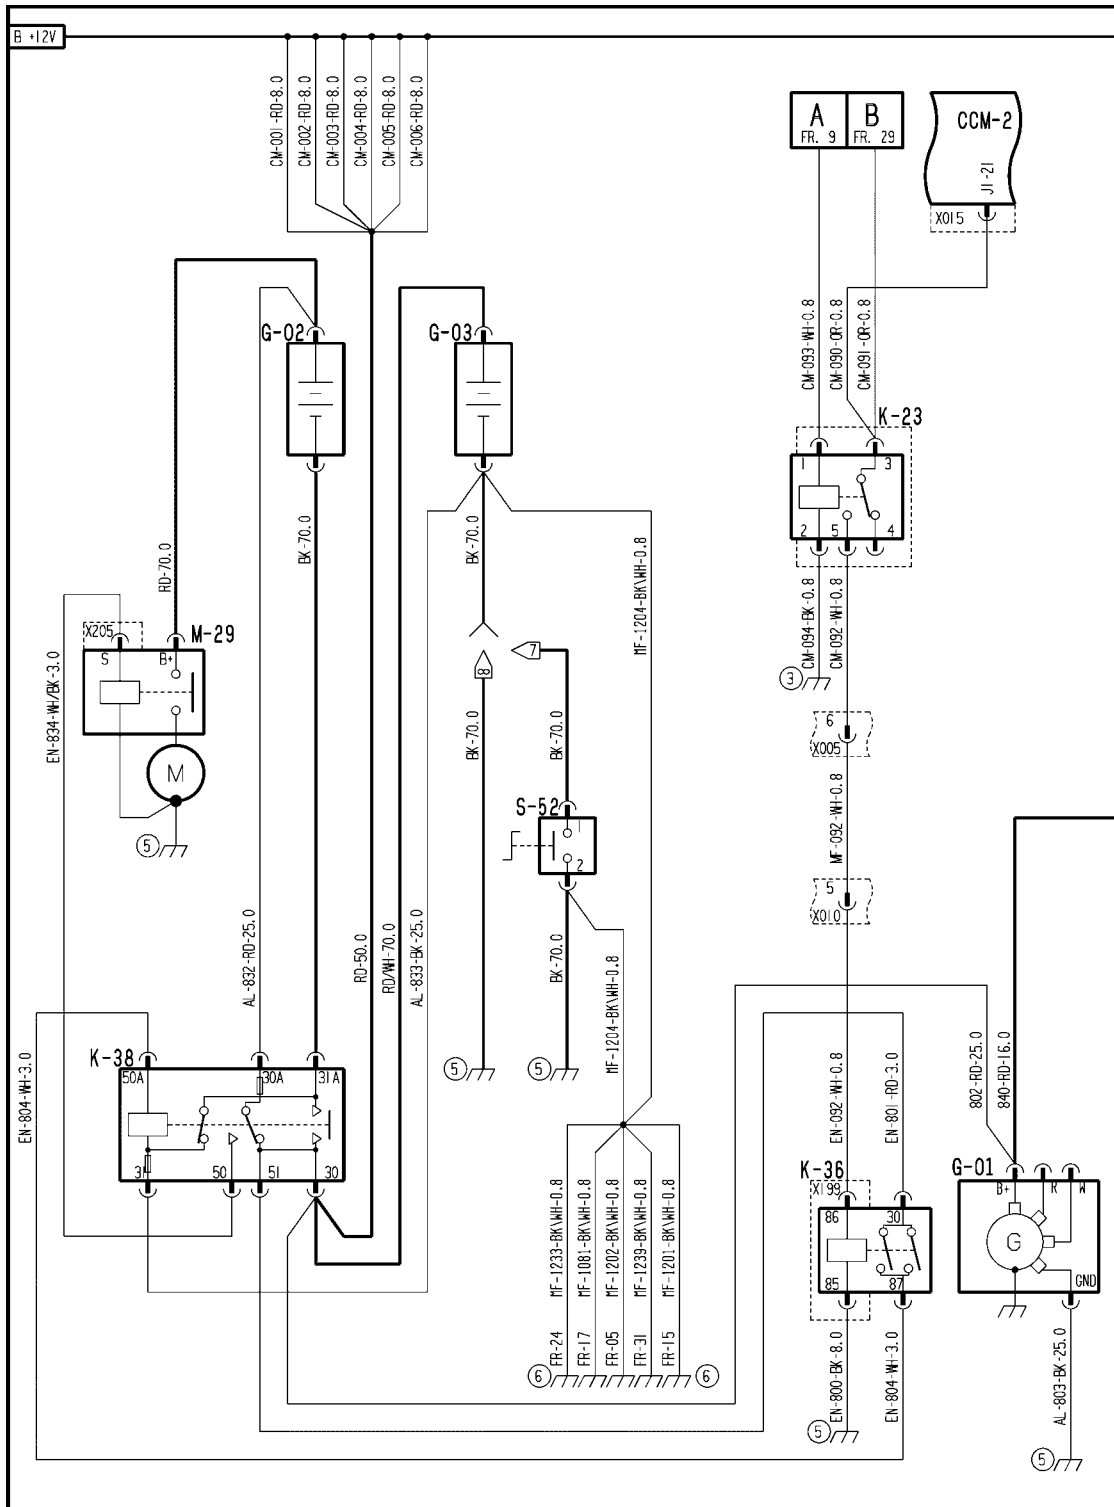 B +12V
CM-001-RD-8.0
CM-002-RD-8.0
CM-003-RD-8.0
CM-004-RD-8.0
CM-005-RD-8.0
CM-006-RD-8.0
A
FR. 9
B
FR. 29
CCM-2
J1-21
X015
G-02
G-03
CM-093-WH-0.8
CM-090-OR-0.8
CM-091-OR-0.8
K-23
1
3
2
5
4
RD-70.0
BK-70.0
BK-70.0
MF-1204-BK\WH-0.8
CM-094-BK-0.8
CM-092-WH-0.8
3
EN-834-WH/BK-3.0
X205
M-29
S
B+
M
5
7
8
BK-70.0
BK-70.0
6
X005
MF-092-WH-0.8
S-52
1
2
5
X010
AL-832-RD-25.0
RD-50.0
RD/WH-70.0
AL-833-BK-25.0
BK-70.0
MF-1204-BK\WH-0.8
5
5
EN-804-WH-3.0
K-38
50A
30A
31A
31
50
51
30
EN-092-WH-0.8
EN-801-RD-3.0
802-RD-25.0
840-RD-16.0
K-36
X199
86
30
85
87
G-01
B+
R
W
G
GND
MF-1233-BK\WH-0.8
MF-1081-BK\WH-0.8
MF-1202-BK\WH-0.8
MF-1239-BK\WH-0.8
MF-1201-BK\WH-0.8
FR-24
FR-17
FR-05
FR-31
FR-15
6
6
EN-800-BK-8.0
EN-804-WH-3.0
5
AL-803-BK-25.0
5